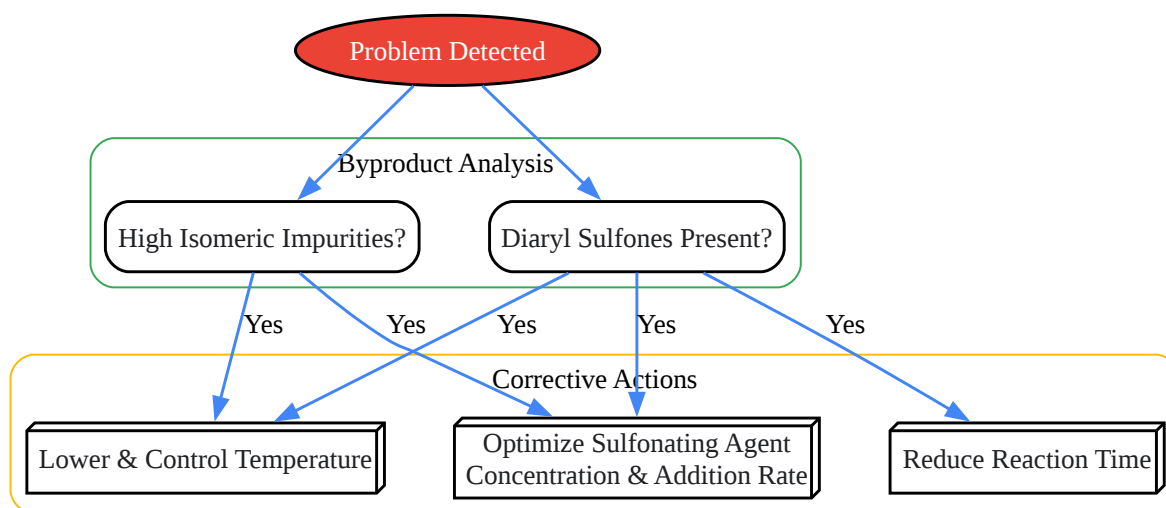 Problem Detected
Byproduct Analysis
High Isomeric Impurities?
Diaryl Sulfones Present?
Yes
Yes
Yes
Yes
Yes
Corrective Actions
Lower & Control Temperature
Optimize Sulfonating Agent
Concentration & Addition Rate
Reduce Reaction Time